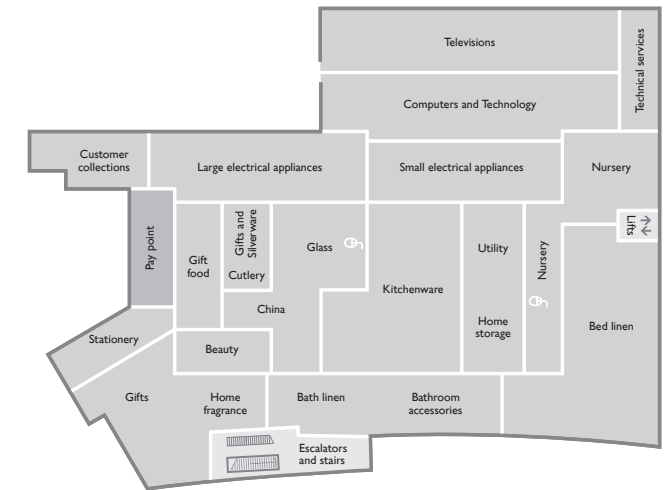 Televisions
Technical services
Computers and Technology
Customer
collections
Large electrical appliances
Small electrical appliances
Nursery
Lifts
Pay point
Gift
food
Gifts and
Silverware
Cutlery
Glass
China
Kitchenware
Utility
Home
storage
Nursery
Bed linen
Stationery
Beauty
Gifts
Home
fragrance
Bath linen
Bathroom
accessories
Escalators
and stairs